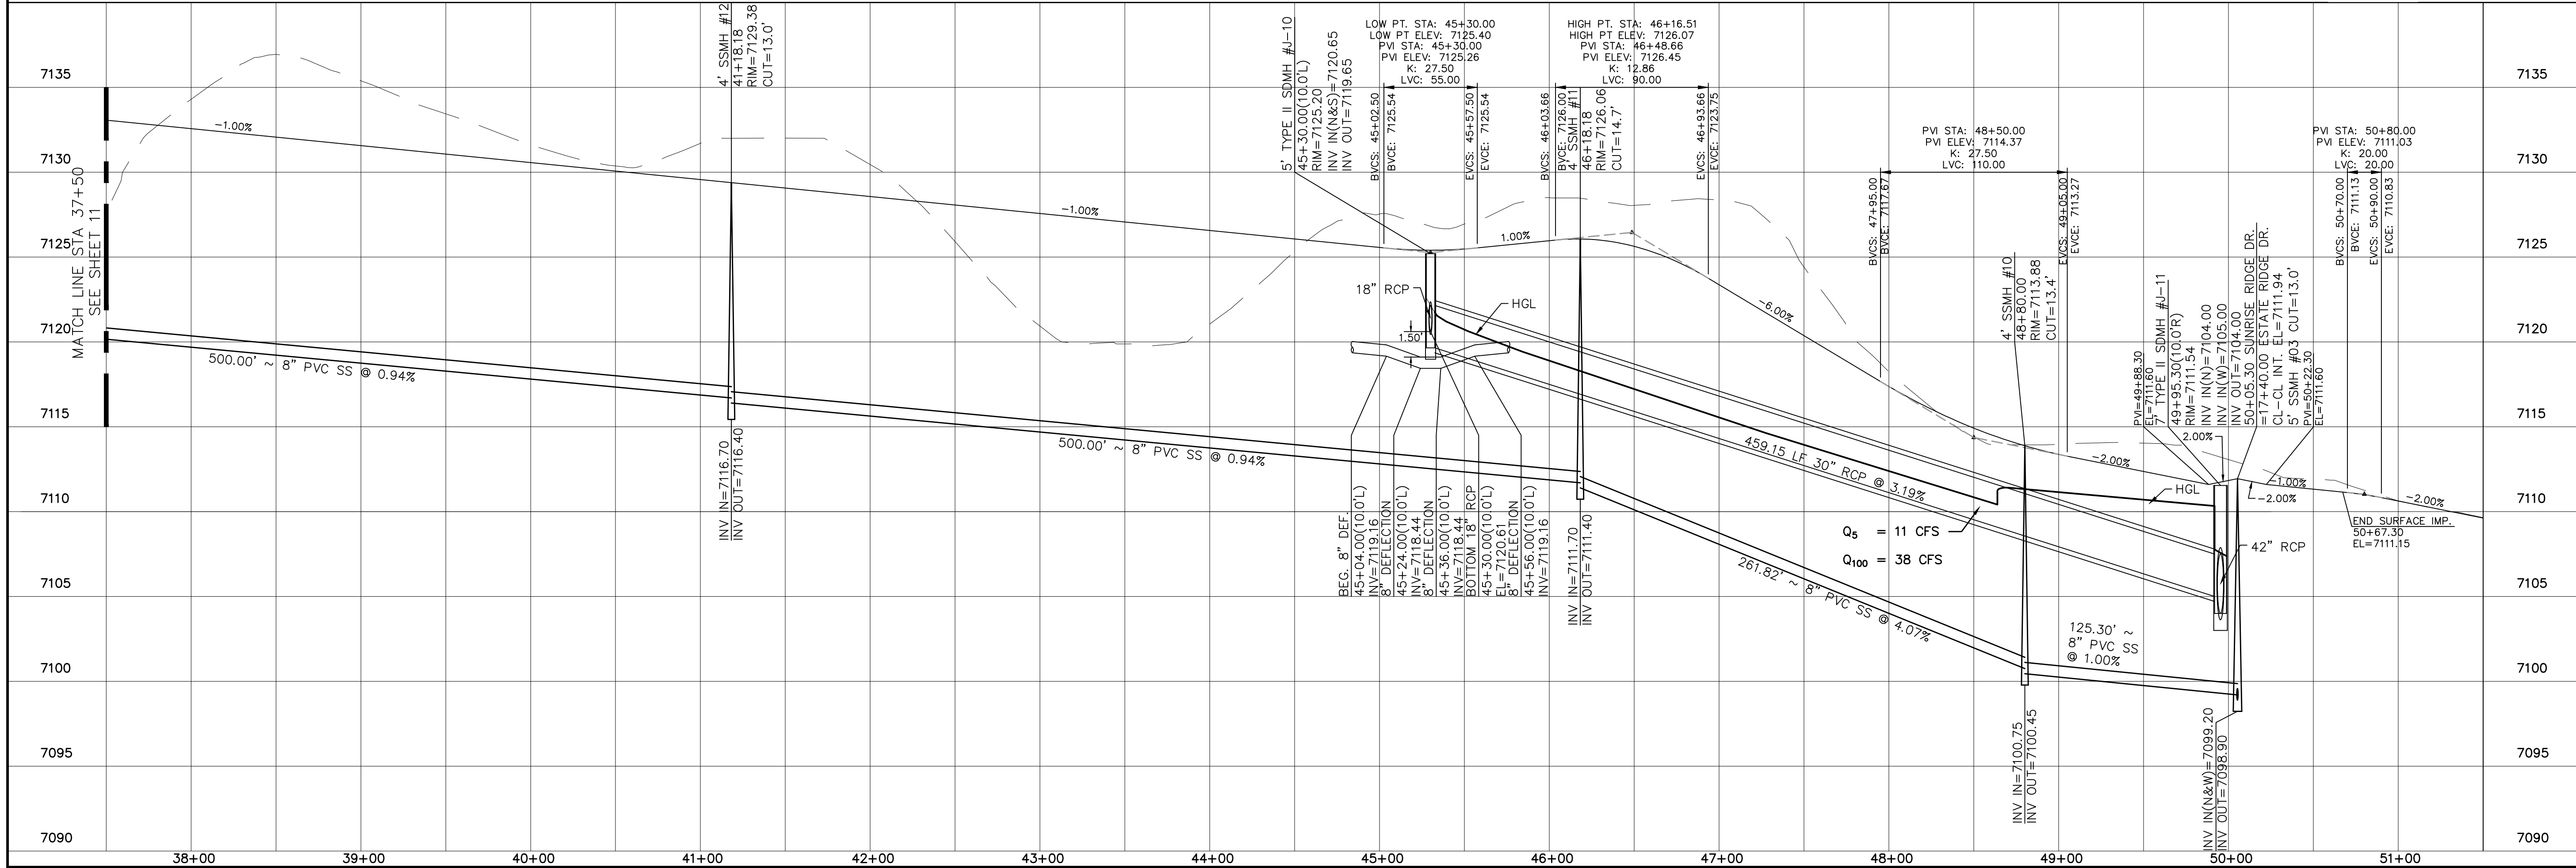 7135
7130
7125
7120
7115
7110
7105
7100
7095
7090
MATCH LINE STA 37+50
SEE SHEET 11
-1.00%
500.00' ~ 8" PVC SS @ 0.94%
4' SSMH #12
41+18.18
RIM=7129.38
CUT=13.0'
INV IN=7116.70
INV OUT=7116.40
-1.00%
500.00' ~ 8" PVC SS @ 0.94%
5' TYPE II SDMH #J-10
45+30.00(10.0'L)
RIM=7125.20
INV IN(N&S)=7120.65
INV OUT=7119.65
LOW PT. STA: 45+30.00
LOW PT ELEV: 7125.40
PVI STA: 45+30.00
PVI ELEV: 7125.26
K: 27.50
LVC: 55.00
BVCS: 45+02.50
BVCE: 7125.54
EVCS: 45+57.50
EVCE: 7125.54
18" RCP
1.50'
HGL
BEG. 8" DEF.
45+04.00(10.0'L)
INV=7119.16
8" DEFLECTION
45+24.00(10.0'L)
INV=7118.44
8" DEFLECTION
45+36.00(10.0'L)
INV=7118.44
BOTTOM 18" RCP
45+30.00(10.0'L)
EL=7120.61
8" DEFLECTION
45+56.00(10.0'L)
INV=7119.16
1.00%
HIGH PT. STA: 46+16.51
HIGH PT ELEV: 7126.07
PVI STA: 46+48.66
PVI ELEV: 7126.45
K: 12.86
LVC: 90.00
BVCS: 46+03.66
BVCE: 7126.00
4' SSMH #11
46+18.18
RIM=7126.06
CUT=14.7'
EVCS: 46+93.66
EVCE: 7123.75
INV IN=7111.70
INV OUT=7111.40
-6.00%
459.15 LF 30" RCP @ 3.19%
261.82' ~ 8" PVC SS @ 4.07%
Q5 = 11 CFS
Q100 = 38 CFS
PVI STA: 48+50.00
PVI ELEV: 7114.37
K: 27.50
LVC: 110.00
BVCS: 47+95.00
BVCE: 7117.67
EVCS: 49+05.00
EVCE: 7113.27
4' SSMH #10
48+80.00
RIM=7113.88
CUT=13.4'
INV IN=7100.75
INV OUT=7100.45
-2.00%
HGL
125.30' ~
8" PVC SS
@ 1.00%
PVI=49+88.30
EL=7111.60
7' TYPE II SDMH #J-11
49+95.30(10.0'R)
RIM=7111.54
INV IN(N)=7104.00
INV IN(W)=7105.00
INV OUT=7104.00
2.00%
50+05.30 SUNRISE RIDGE DR.
=17+40.00 ESTATE RIDGE DR.
CL-CL INT. EL=7111.94
5' SSMH #03 CUT=13.0'
PVI=50+22.30
EL=7111.60
INV IN(N&W)=7099.20
INV OUT=7098.90
42" RCP
-2.00%
-1.00%
PVI STA: 50+80.00
PVI ELEV: 7111.03
K: 20.00
LVC: 20.00
BVCS: 50+70.00
BVCE: 7111.13
EVCS: 50+90.00
EVCE: 7110.83
-2.00%
END SURFACE IMP.
50+67.30
EL=7111.15
7135
7130
7125
7120
7115
7110
7105
7100
7095
7090
38+00
39+00
40+00
41+00
42+00
43+00
44+00
45+00
46+00
47+00
48+00
49+00
50+00
51+00